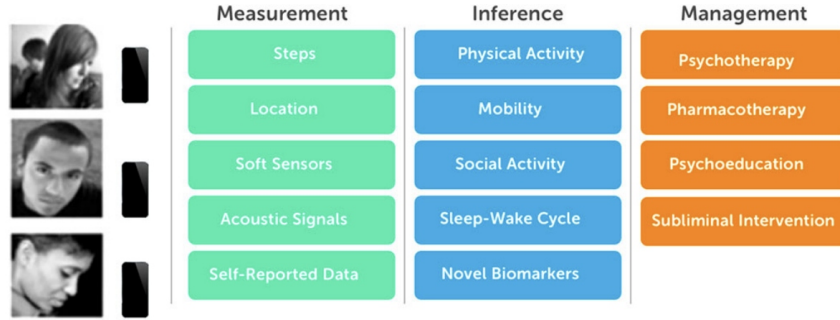 Measurement
Inference
Management
Steps
Physical Activity
Psychotherapy
Location
Mobility
Pharmacotherapy
Soft Sensors
Social Activity
Psychoeducation
Acoustic Signals
Sleep-Wake Cycle
Subliminal Intervention
Self-Reported Data
Novel Biomarkers